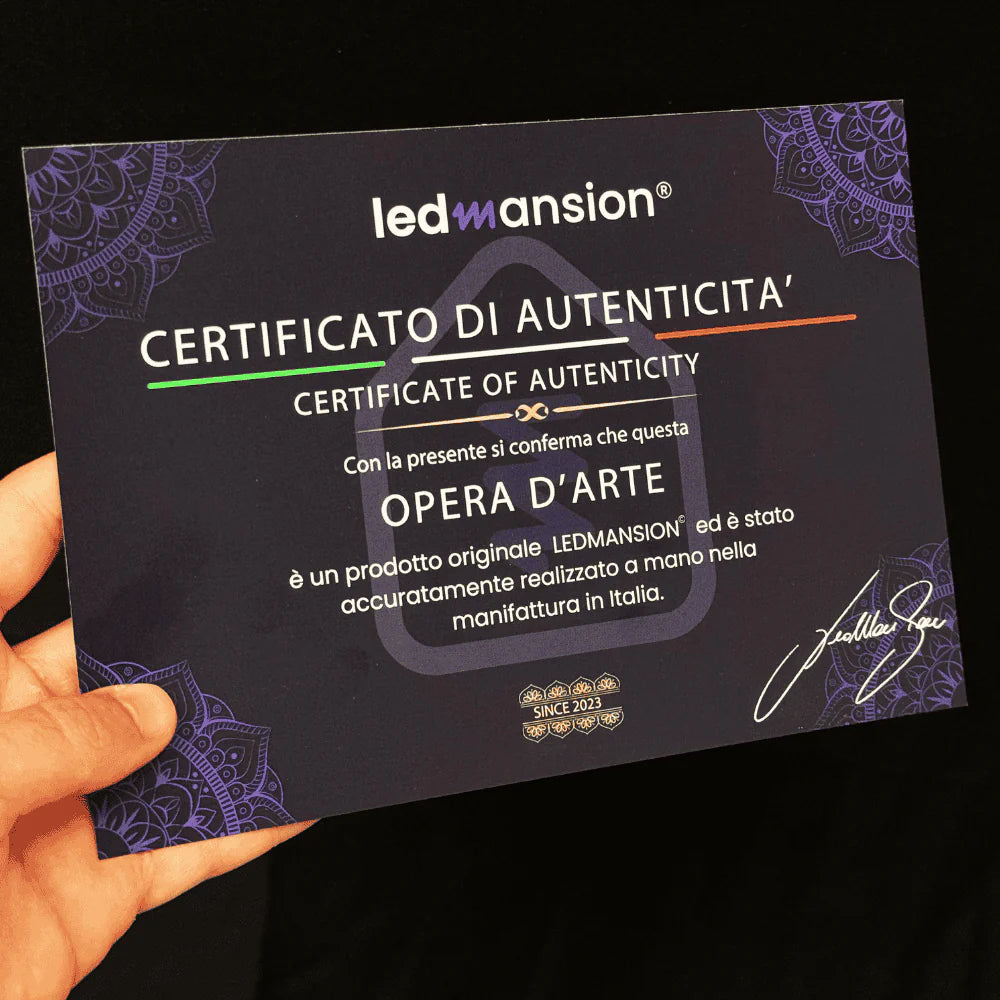 ledmansion®
CERTIFICATO DI AUTENTICITA'
CERTIFICATE OF AUTENTICITY
Con la presente si conferma che questa
OPERA D'ARTE
è un prodotto originale LEDMANSION© ed è stato
accuratamente realizzato a mano nella
manifattura in Italia.
SINCE 2023